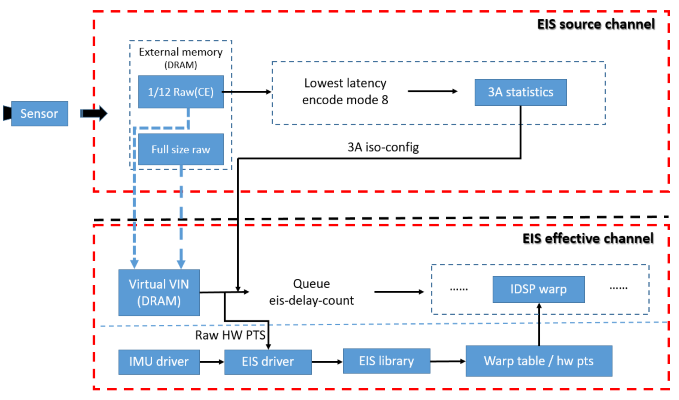 EIS source channel
External memory
(DRAM)
1/12 Raw(CE)
Lowest latency
encode mode 8
3A statistics
Sensor
Full size raw
3A iso-config
EIS effective channel
Virtual VIN
(DRAM)
Queue
eis-delay-count
......
IDSP warp
......
Raw HW PTS
IMU driver
EIS driver
EIS library
Warp table / hw pts